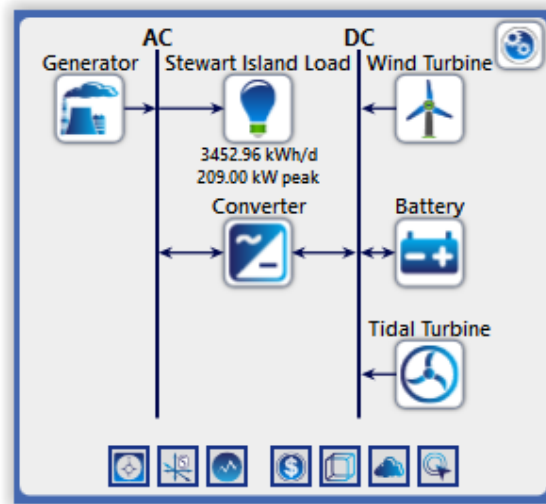 AC
DC
Generator
Stewart Island Load
Wind Turbine
3452.96 kWh/d
209.00 kW peak
Converter
Battery
Tidal Turbine